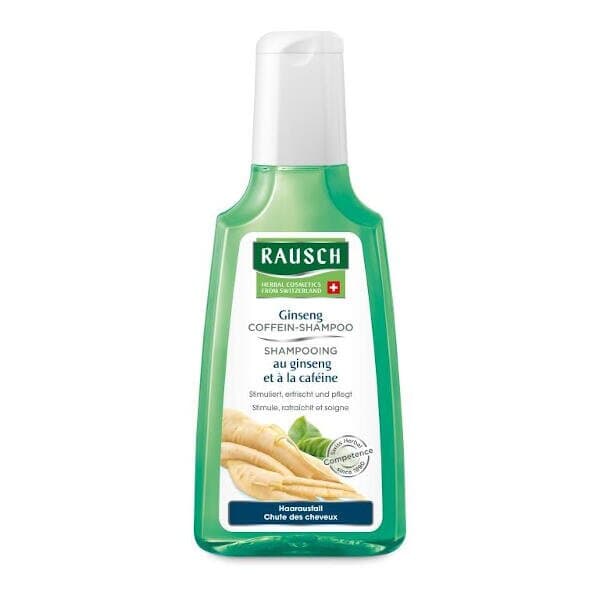 RAUSCH
HERBAL COSMETICS
FROM SWITZERLAND
Ginseng
COFFEIN-SHAMPOO
SHAMPOOING
au ginseng
et à la caféine
Stimuliert, erfrischt und pflegt
Stimule, rafraîchit et soigne
Swiss Herbal
Competence
since 1890
Haarausfall
Chute des cheveux